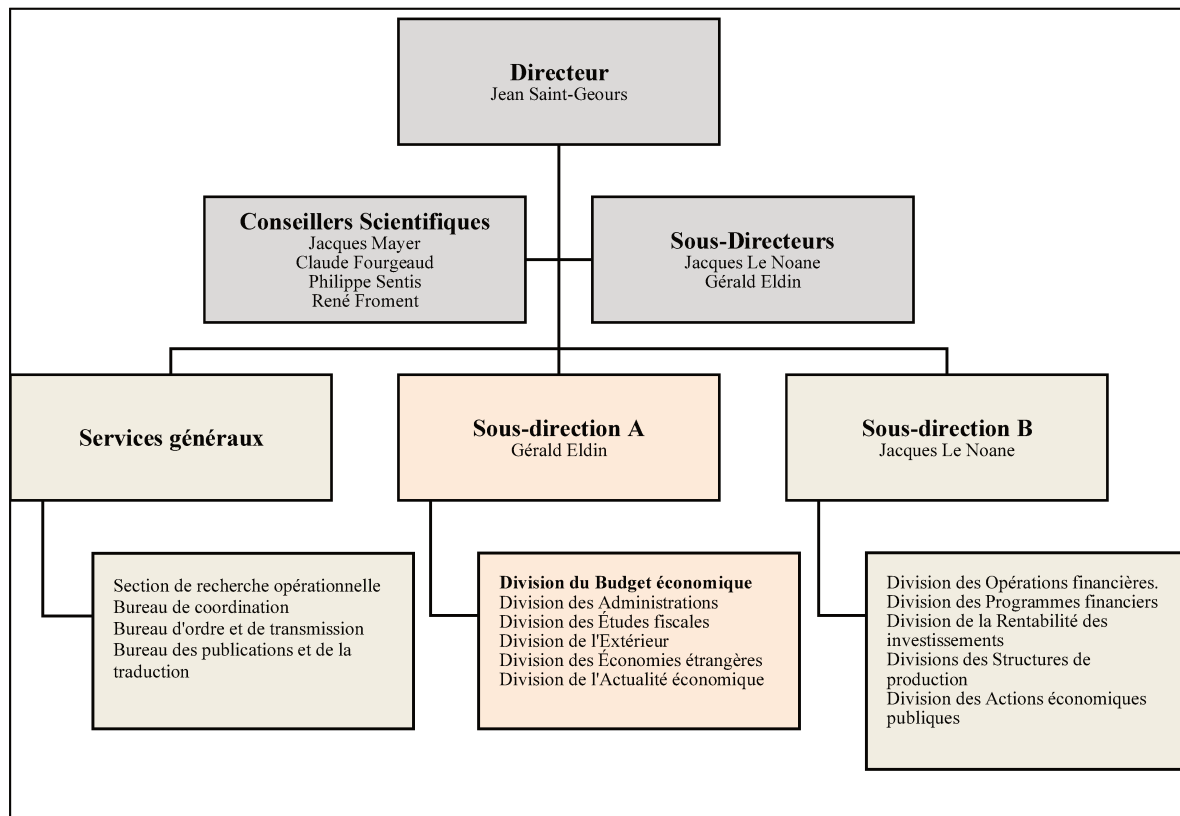 Directeur
Jean Saint-Geours
Conseillers Scientifiques
Jacques Mayer
Claude Fourgeaud
Philippe Sentis
René Froment
Sous-Directeurs
Jacques Le Noane
Gérald Eldin
Services généraux
Sous-direction A
Gérald Eldin
Sous-direction B
Jacques Le Noane
Section de recherche opérationnelle
Bureau de coordination
Bureau d'ordre et de transmission
Bureau des publications et de la
traduction
Division du Budget économique
Division des Administrations
Division des Études fiscales
Division de l'Extérieur
Division des Économies étrangères
Division de l'Actualité économique
Division des Opérations financières.
Division des Programmes financiers
Division de la Rentabilité des
investissements
Divisions des Structures de
production
Division des Actions économiques
publiques